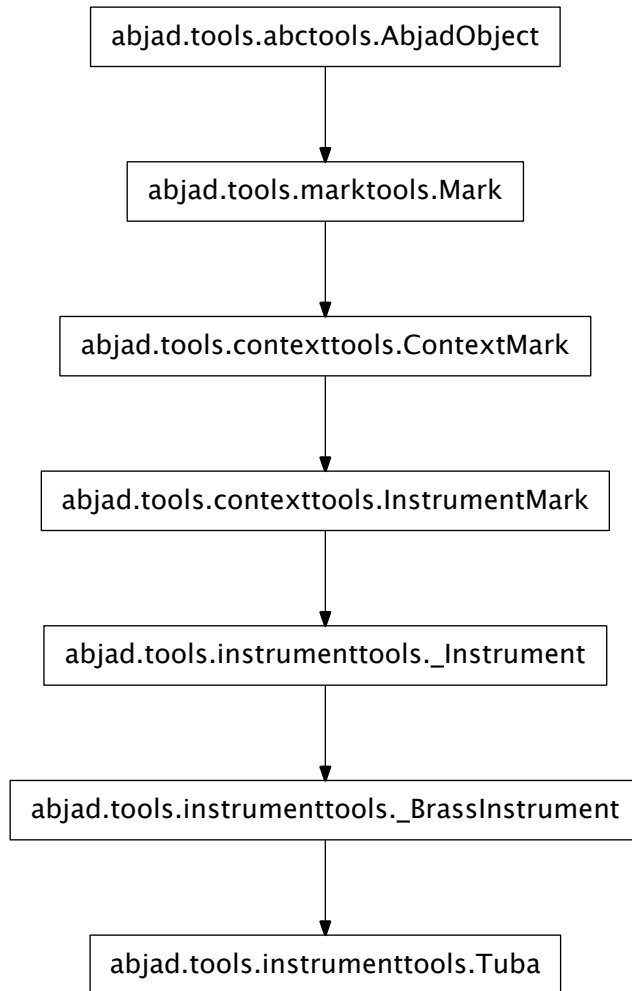 abjad.tools.abctools.AbjadObject
abjad.tools.marktools.Mark
abjad.tools.contexttools.ContextMark
abjad.tools.contexttools.InstrumentMark
abjad.tools.instrumenttools._Instrument
abjad.tools.instrumenttools._BrassInstrument
abjad.tools.instrumenttools.Tuba